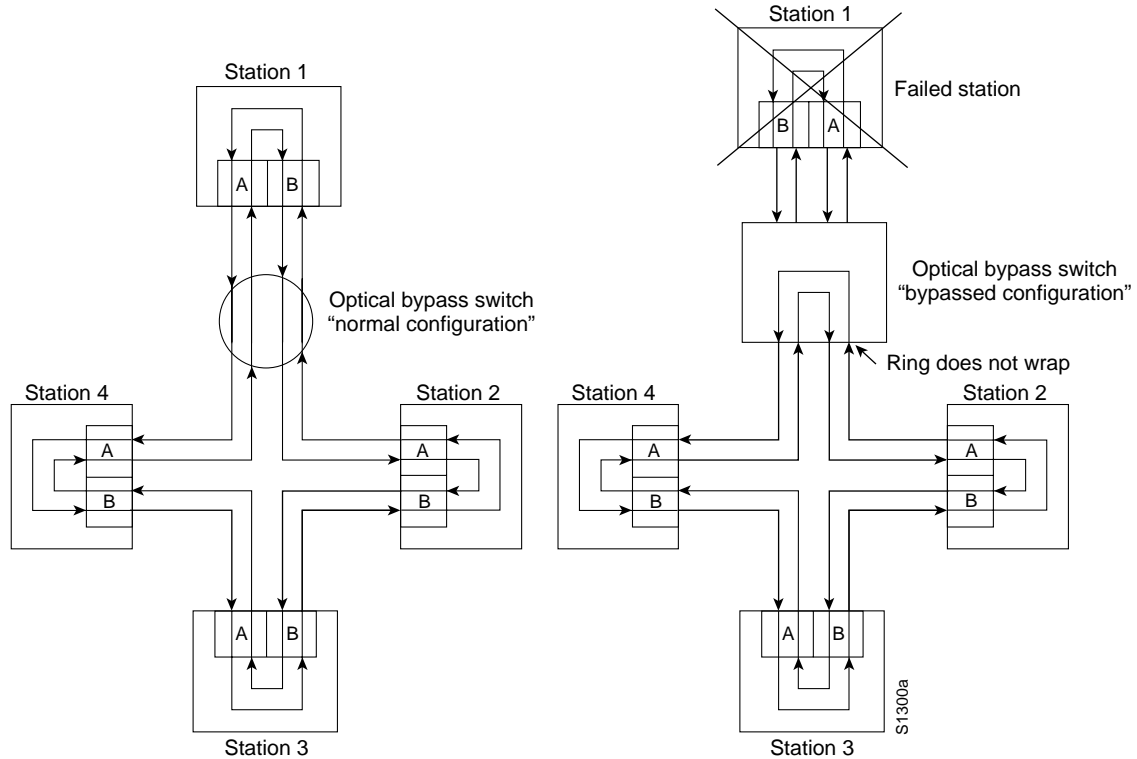 Station 1
A
B
Optical bypass switch
“normal configuration”
Station 4
A
B
Station 2
A
B
A
B
Station 3
Station 1
Failed station
B
A
Optical bypass switch
“bypassed configuration”
Ring does not wrap
Station 4
A
B
Station 2
A
B
A
B
Station 3
S1300a